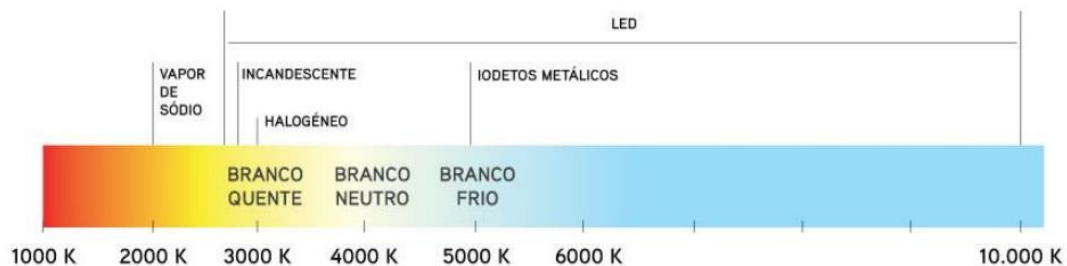 LED
VAPOR
DE
SÓDIO
INCANDESCENTE
IODETOS METÁLICOS
HALOGÉNEO
BRANCO
QUENTE
BRANCO
NEUTRO
BRANCO
FRIO
1000 K 2000 K 3000 K 4000 K 5000 K 6000 K 10.000 K